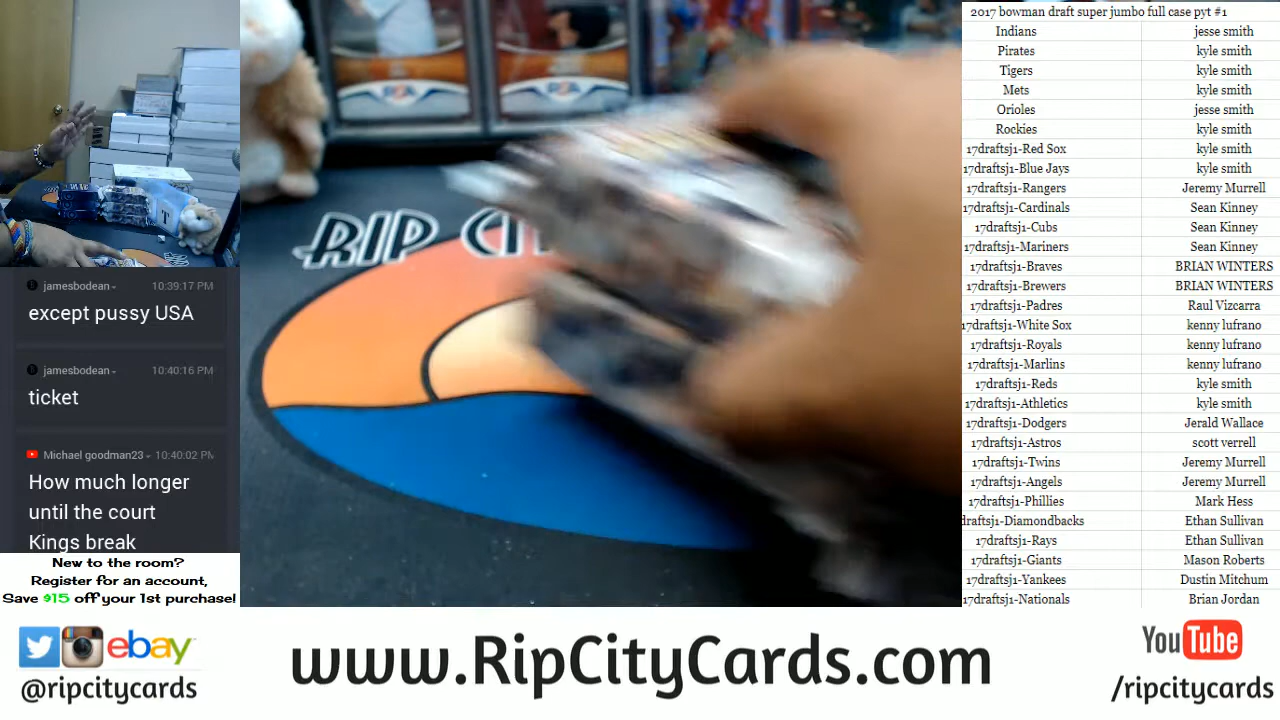 2017 bowman draft super jumbo full case pyt #1
Indians jesse smith
Pirates kyle smith
Tigers kyle smith
Mets kyle smith
Orioles jesse smith
Rockies kyle smith
17draftsj1-Red Sox kyle smith
17draftsj1-Blue Jays kyle smith
17draftsj1-Rangers Jeremy Murrell
17draftsj1-Cardinals Sean Kinney
17draftsj1-Cubs Sean Kinney
17draftsj1-Mariners Sean Kinney
17draftsj1-Braves BRIAN WINTERS
17draftsj1-Brewers BRIAN WINTERS
17draftsj1-Padres Raul Vizcarra
17draftsj1-White Sox kenny lufrano
17draftsj1-Royals kenny lufrano
17draftsj1-Marlins kenny lufrano
17draftsj1-Reds kyle smith
17draftsj1-Athletics kyle smith
17draftsj1-Dodgers Jerald Wallace
17draftsj1-Astros scott verrell
17draftsj1-Twins Jeremy Murrell
17draftsj1-Angels Jeremy Murrell
17draftsj1-Phillies Mark Hess
draftsj1-Diamondbacks Ethan Sullivan
17draftsj1-Rays Ethan Sullivan
17draftsj1-Giants Mason Roberts
17draftsj1-Yankees Dustin Mitchum
17draftsj1-Nationals Brian Jordan
RIP CI
jamesbodean 10:39:17 PM
except pussy USA
jamesbodean 10:40:16 PM
ticket
Michael goodman23 10:40:02 PM
How much longer
until the court
Kings break
New to the room?
Register for an account,
Save $15 off your 1st purchase!
ebay
@ripcitycards
www.RipCityCards.com
YouTube
/ripcitycards